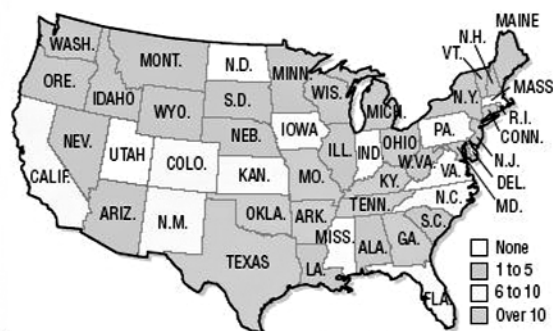 MAINE
N.H.
VT.
WASH.
MONT.
N.D.
MINN.
MASS
ORE.
IDAHO
WIS.
MICH.
N.Y.
S.D.
WYO.
R.I.
CONN.
NEB.
IOWA
PA.
NEV.
UTAH
COLO.
ILL.
IND
OHIO
N.J.
W.VA.
VA.
DEL.
CALIF.
KAN.
MO.
KY.
MD.
N.C.
TENN.
ARIZ.
N.M.
OKLA.
ARK.
S.C.
MISS.
ALA.
GA.
TEXAS
LA.
FLA.
None
1 to 5
6 to 10
Over 10